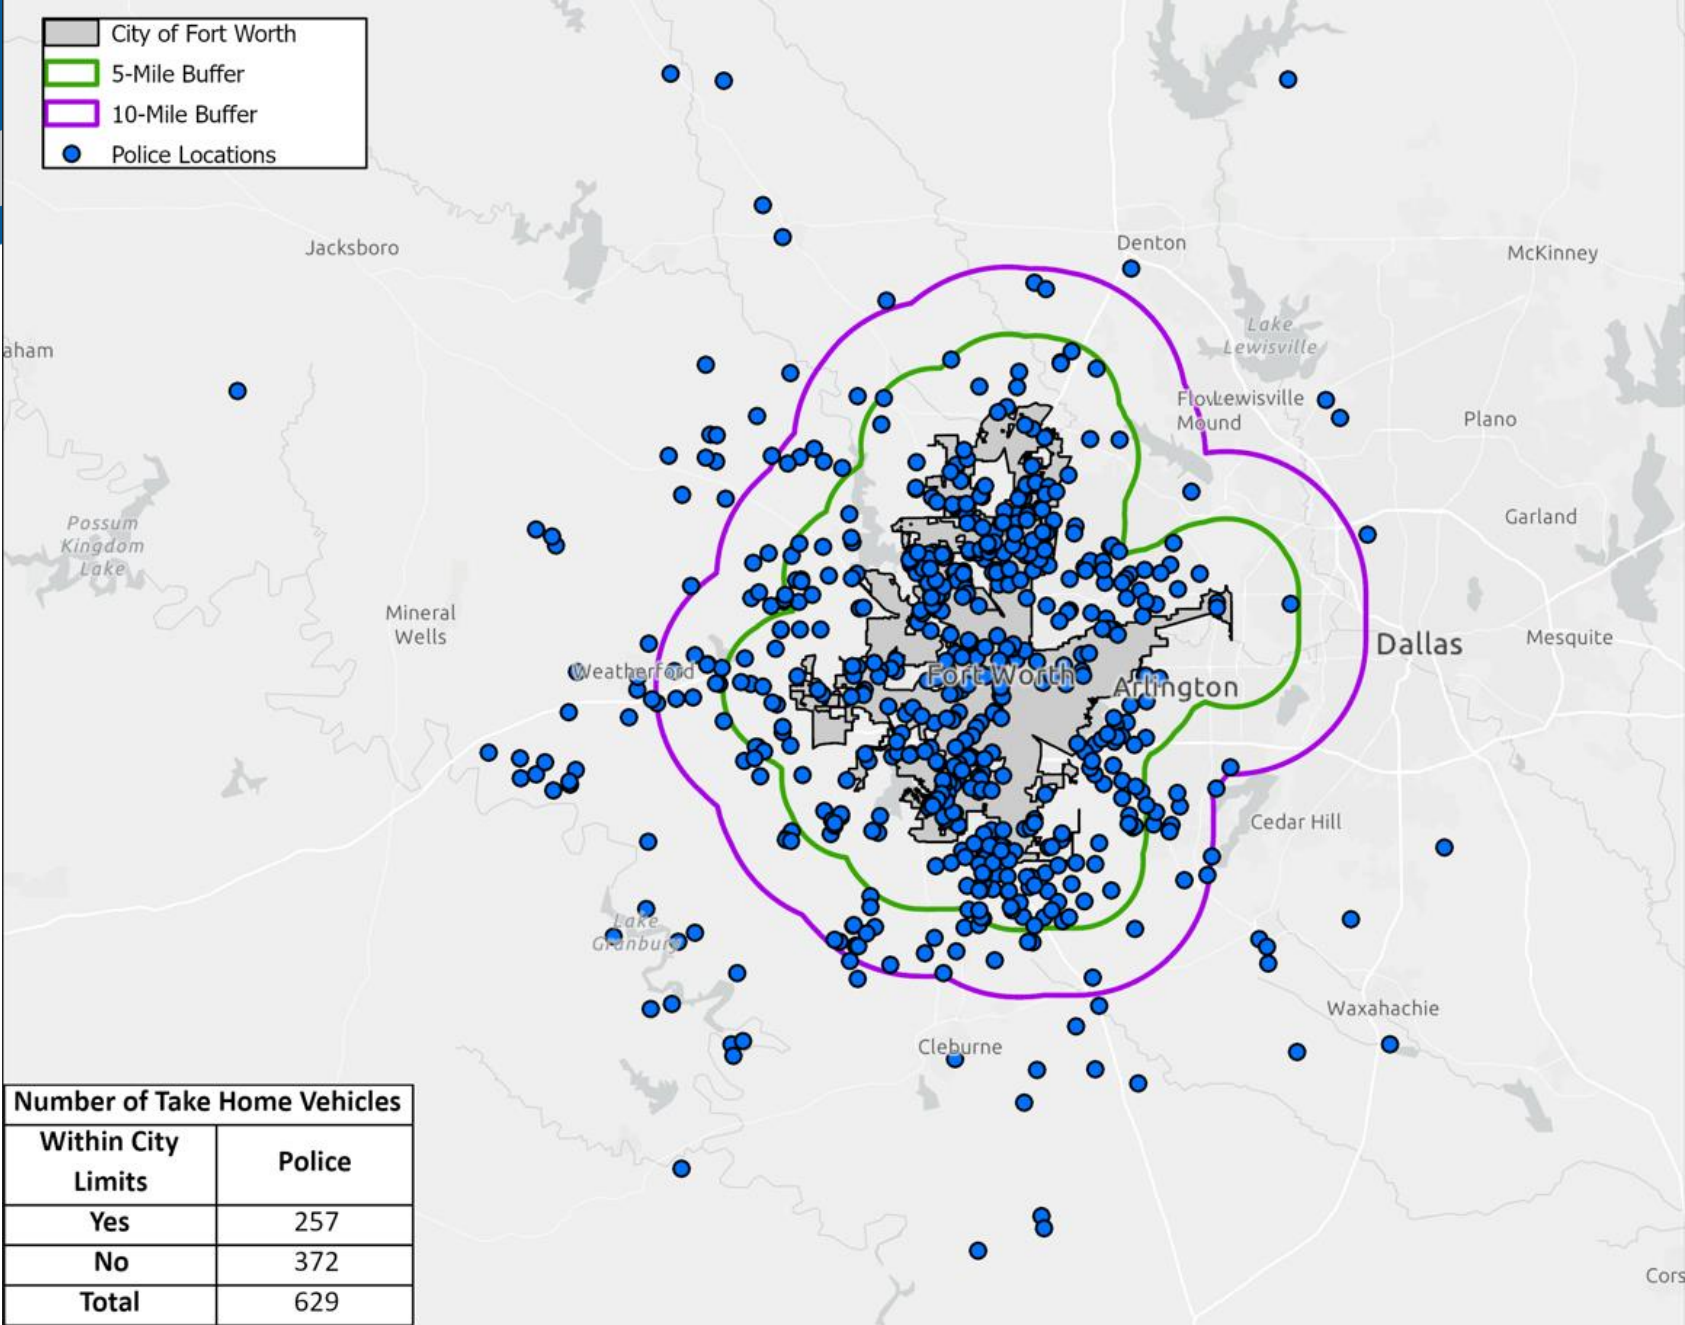 City of Fort Worth
5-Mile Buffer
10-Mile Buffer
Police Locations
Jacksboro
Denton
McKinney
Lake
Lewisville
aham
Lewisville
Mound
Plano
Possum
Kingdom
Lake
Garland
Mineral
Wells
Dallas
Mesquite
Weatherford
Fort Worth
Arlington
Cedar Hill
Lake
Granbury
Waxahachie
Cleburne
Cors
Number of Take Home Vehicles
Within City
Limits
Police
Yes 257
No 372
Total 629